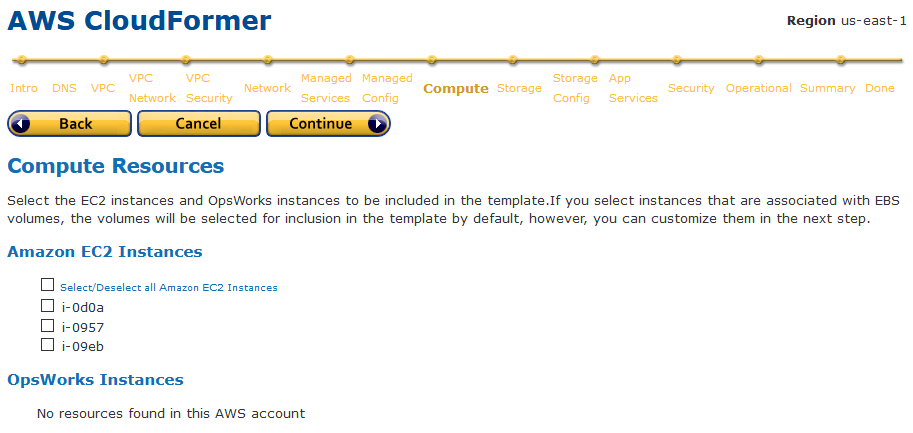 AWS CloudFormer
Region us-east-1
Intro DNS VPC VPC Network VPC Security Network Managed Services Managed Config Compute Storage Storage Config App Services Security Operational Summary Done
Back Cancel Continue
Compute Resources
Select the EC2 instances and OpsWorks instances to be included in the template.If you select instances that are associated with EBS
volumes, the volumes will be selected for inclusion in the template by default, however, you can customize them in the next step.
Amazon EC2 Instances
Select/Deselect all Amazon EC2 Instances
i-0d0a
i-0957
i-09eb
OpsWorks Instances
No resources found in this AWS account